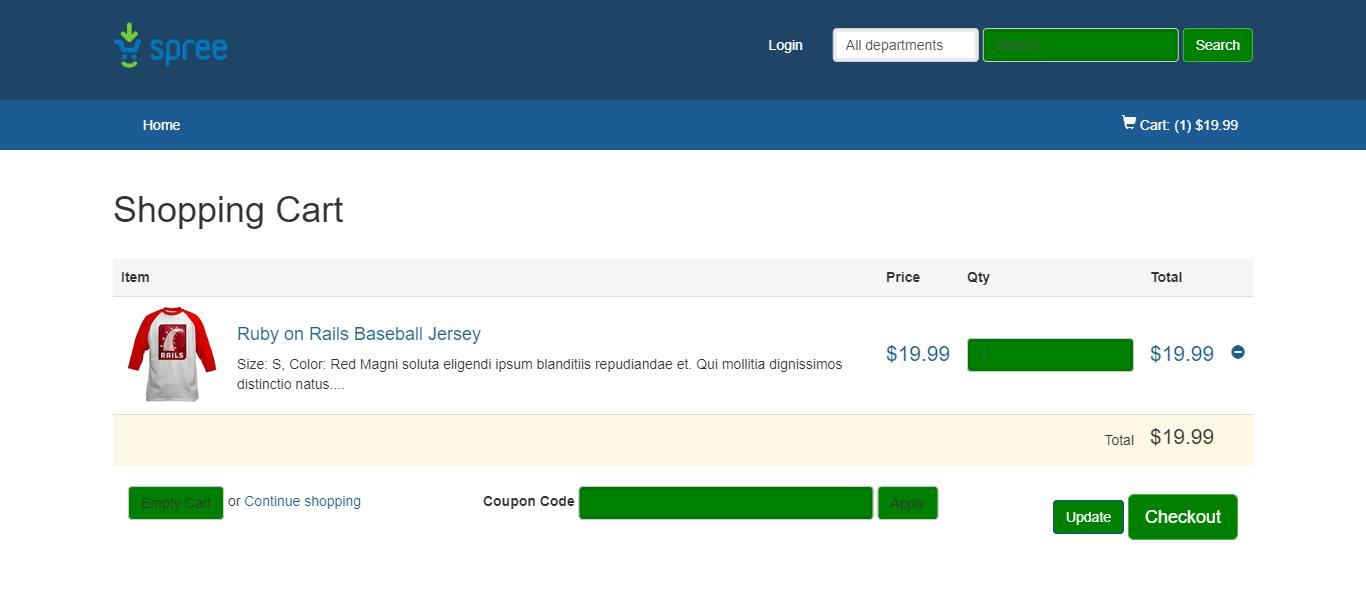 spree
Login
All departments
Search
Search
Home
Cart: (1) $19.99
Shopping Cart
Item Price Qty Total
RAILS
Ruby on Rails Baseball Jersey
Size: S, Color: Red Magni soluta eligendi ipsum blanditiis repudiandae et. Qui mollitia dignissimos
distinctio natus....
$19.99 1 $19.99
Total $19.99
Empty Cart or Continue shopping
Coupon Code Apply
Update Checkout